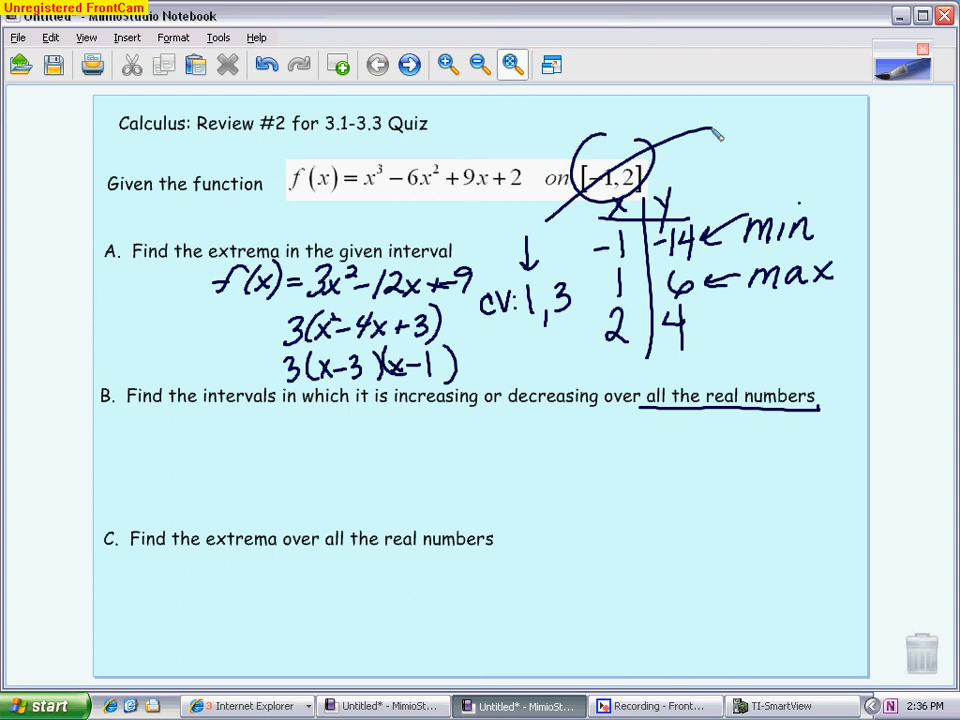 Unregistered FrontCam
Untitled* - MimioStudio Notebook
File Edit View Insert Format Tools Help
Calculus: Review #2 for 3.1-3.3 Quiz
Given the function f(x) = x³ − 6x² + 9x + 2 on [−1, 2]
x y
A. Find the extrema in the given interval
-1 -14 ← min
f'(x) = 3x² - 12x + 9
1 6 ← max
cv: 1, 3
3(x² - 4x + 3)
2 4
3(x - 3)(x - 1)
B. Find the intervals in which it is increasing or decreasing over all the real numbers
C. Find the extrema over all the real numbers
start 3 Internet Explorer Untitled* - MimioSt... Untitled* - MimioSt... Recording - Front... TI-SmartView 2:36 PM